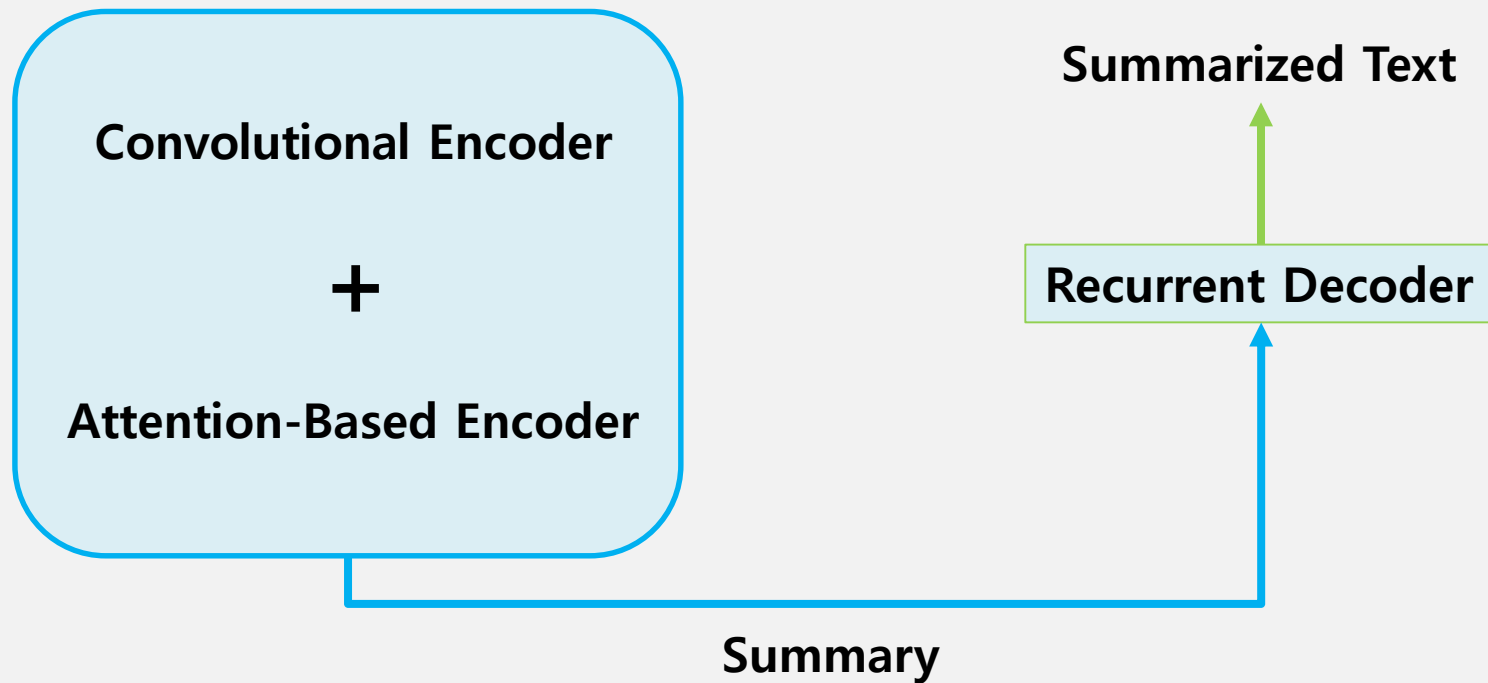 Convolutional Encoder
+
Attention-Based Encoder
Summary
Recurrent Decoder
Summarized Text